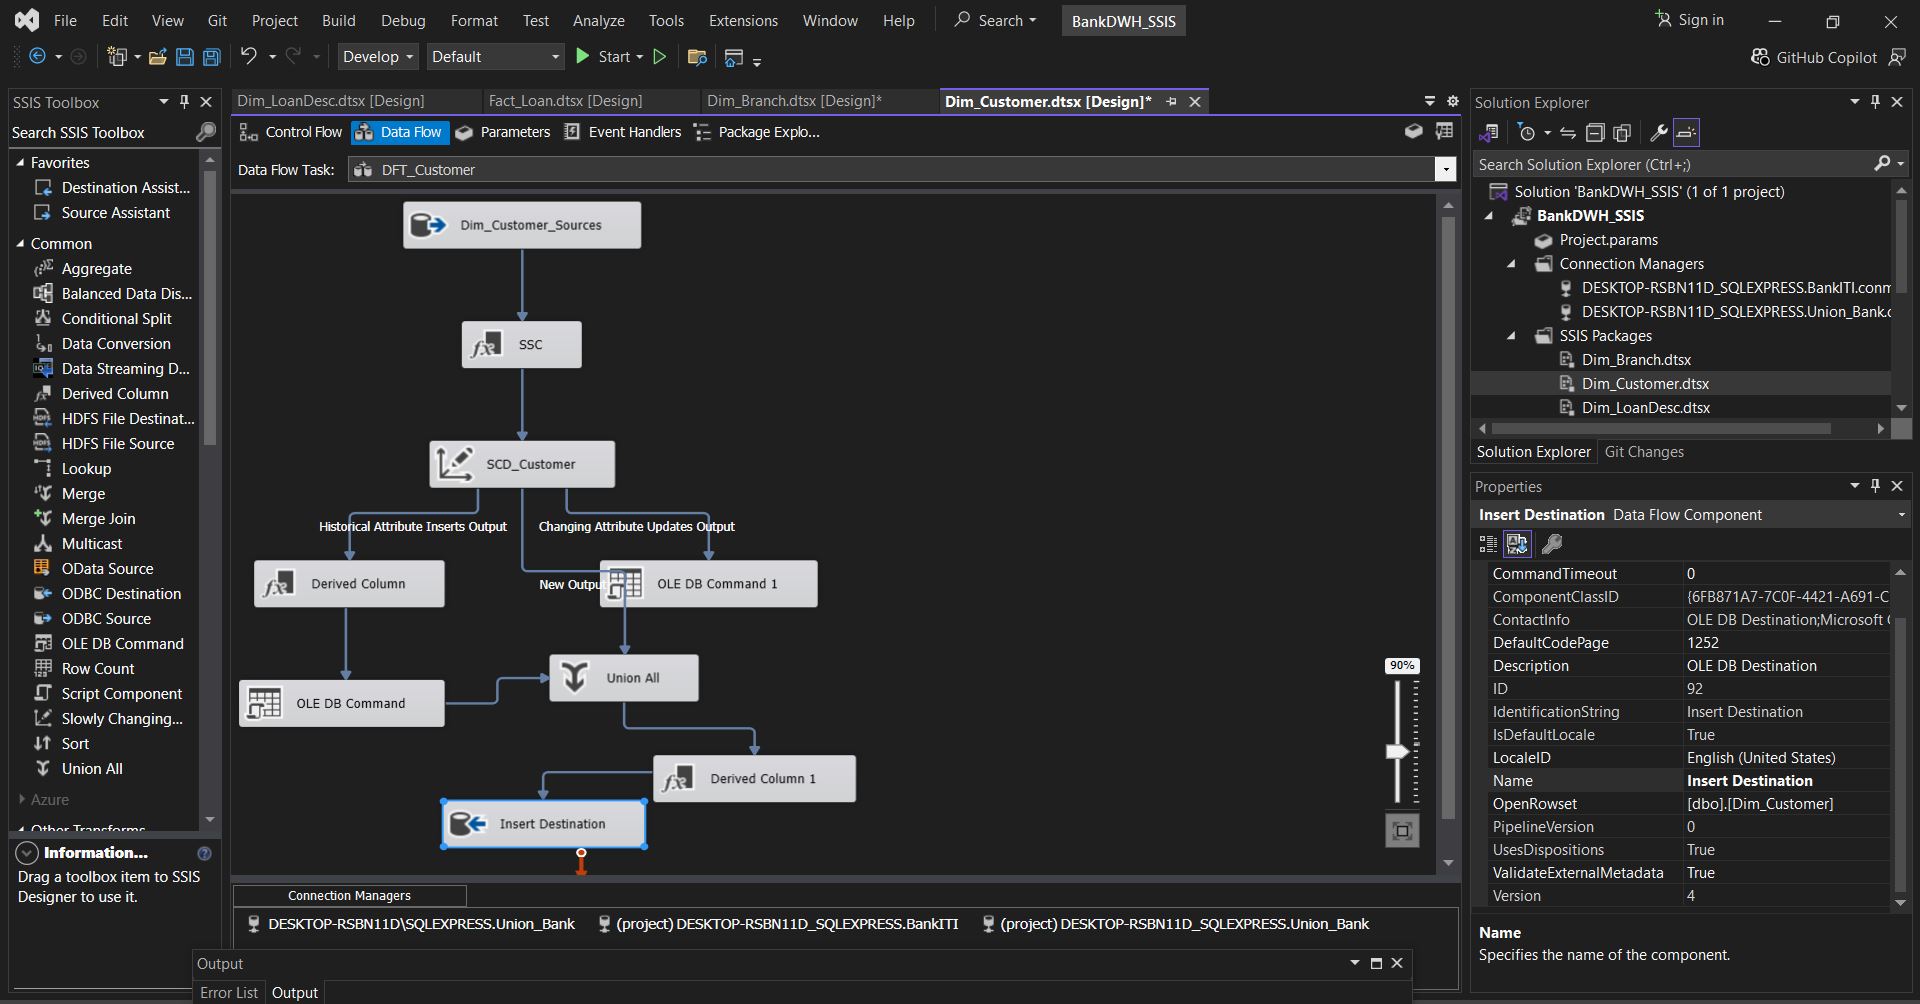 File Edit View Git Project Build Debug Format Test Analyze Tools Extensions Window Help Search BankDWH_SSIS Sign in
Develop Default Start GitHub Copilot
SSIS Toolbox
Search SSIS Toolbox
Favorites
Destination Assist...
Source Assistant
Common
Aggregate
Balanced Data Dis...
Conditional Split
Data Conversion
Data Streaming D...
Derived Column
HDFS File Destinat...
HDFS File Source
Lookup
Merge
Merge Join
Multicast
OData Source
ODBC Destination
ODBC Source
OLE DB Command
Row Count
Script Component
Slowly Changing...
Sort
Union All
Azure
Other Transforms
Information...
Drag a toolbox item to SSIS
Designer to use it.
Dim_LoanDesc.dtsx [Design] Fact_Loan.dtsx [Design] Dim_Branch.dtsx [Design]* Dim_Customer.dtsx [Design]*
Control Flow Data Flow Parameters Event Handlers Package Explo...
Data Flow Task: DFT_Customer
Dim_Customer_Sources
SSC
SCD_Customer
Historical Attribute Inserts Output Changing Attribute Updates Output
Derived Column New Output OLE DB Command 1
Union All
OLE DB Command
Derived Column 1
Insert Destination
90%
Connection Managers
DESKTOP-RSBN11D\SQLEXPRESS.Union_Bank (project) DESKTOP-RSBN11D_SQLEXPRESS.BankITI (project) DESKTOP-RSBN11D_SQLEXPRESS.Union_Bank
Output
Error List Output
Solution Explorer
Search Solution Explorer (Ctrl+;)
Solution 'BankDWH_SSIS' (1 of 1 project)
BankDWH_SSIS
Project.params
Connection Managers
DESKTOP-RSBN11D_SQLEXPRESS.BankITI.conm
DESKTOP-RSBN11D_SQLEXPRESS.Union_Bank.c
SSIS Packages
Dim_Branch.dtsx
Dim_Customer.dtsx
Dim_LoanDesc.dtsx
Solution Explorer Git Changes
Properties
Insert Destination Data Flow Component
CommandTimeout 0
ComponentClassID {6FB871A7-7C0F-4421-A691-C
ContactInfo OLE DB Destination;Microsoft C
DefaultCodePage 1252
Description OLE DB Destination
ID 92
IdentificationString Insert Destination
IsDefaultLocale True
LocaleID English (United States)
Name Insert Destination
OpenRowset [dbo].[Dim_Customer]
PipelineVersion 0
UsesDispositions True
ValidateExternalMetadata True
Version 4
Name
Specifies the name of the component.